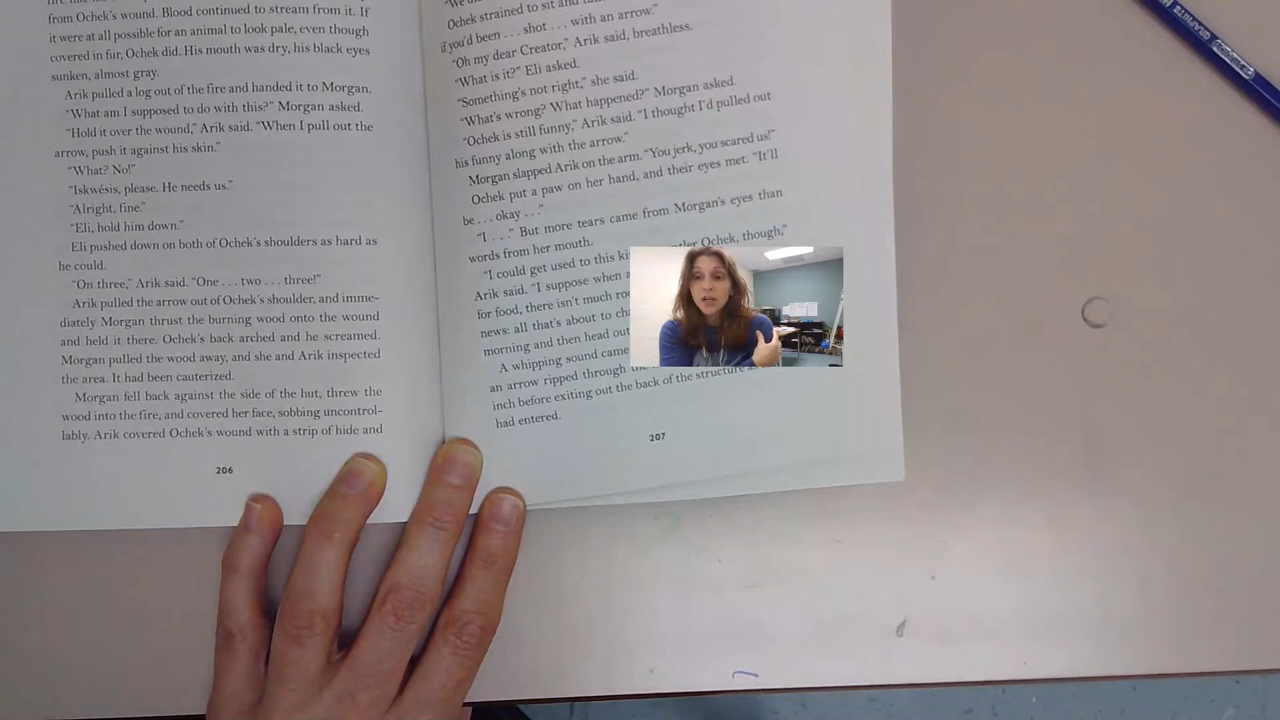 from Ochek's wound. Blood continued to stream from it. If
it were at all possible for an animal to look pale, even though
covered in fur, Ochek did. His mouth was dry, his black eyes
sunken, almost gray.
Arik pulled a log out of the fire and handed it to Morgan.
“What am I supposed to do with this?” Morgan asked.
“Hold it over the wound,” Arik said. “When I pull out the
arrow, push it against his skin.”
“What? No!”
“Iskwésis, please. He needs us.”
“Alright, fine.”
“Eli, hold him down.”
Eli pushed down on both of Ochek's shoulders as hard as
he could.
“On three,” Arik said. “One . . . two . . . three!”
Arik pulled the arrow out of Ochek's shoulder, and imme-
diately Morgan thrust the burning wood onto the wound
and held it there. Ochek's back arched and he screamed.
Morgan pulled the wood away, and she and Arik inspected
the area. It had been cauterized.
Morgan fell back against the side of the hut, threw the
wood into the fire, and covered her face, sobbing uncontrol-
lably. Arik covered Ochek's wound with a strip of hide and
206
Ochek strained to sit and
if you'd been . . . shot . . . with an arrow.”
“Oh my dear Creator,” Arik said, breathless.
“What is it?” Eli asked.
“Something's not right,” she said.
“What's wrong? What happened?” Morgan asked.
“Ochek is still funny,” Arik said. “I thought I'd pulled out
his funny along with the arrow.”
Morgan slapped Arik on the arm. “You jerk, you scared us!”
Ochek put a paw on her hand, and their eyes met. “It'll
be . . . okay . . .”
“I . . .” But more tears came from Morgan's eyes than
words from her mouth.
“I could get used to this Ochek, though,”
Arik said. “I suppose when
for food, there isn't much
news: all that's about to
morning and then head out
A whipping sound came
an arrow ripped through
inch before exiting out the back of the structure
had entered.
207